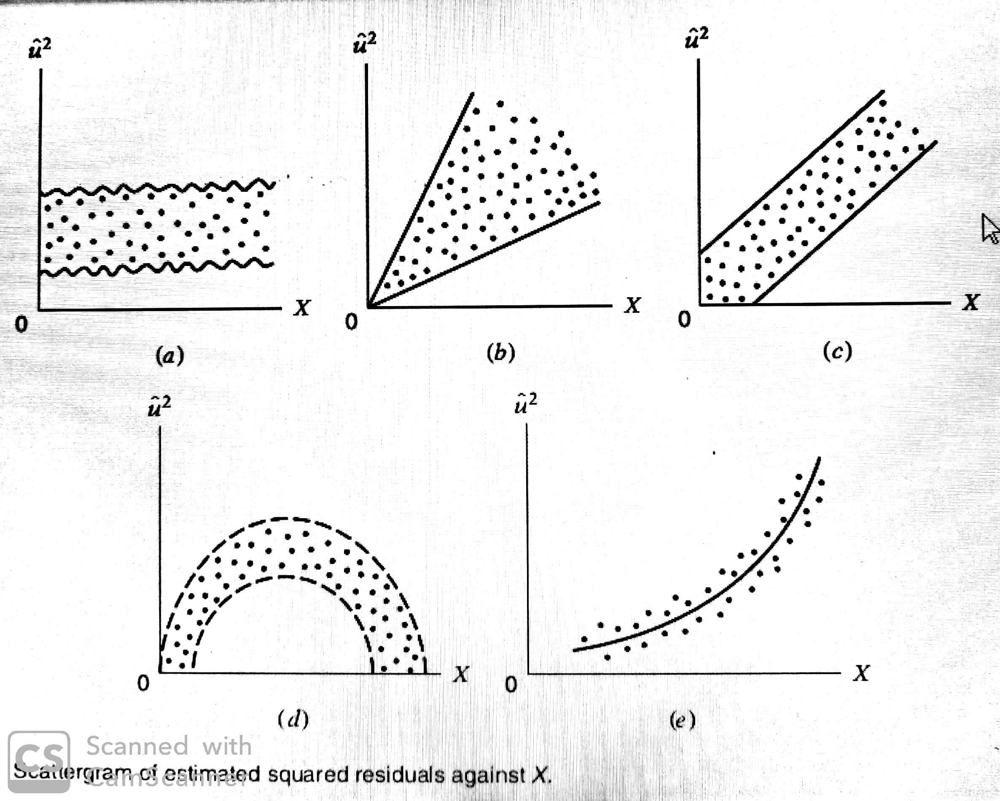 û² û² û²
0 X 0 X 0 X
(a) (b) (c)
û² û²
0 X 0 X
(d) (e)
CS Scanned with
CamScanner
Scattergram of estimated squared residuals against X.